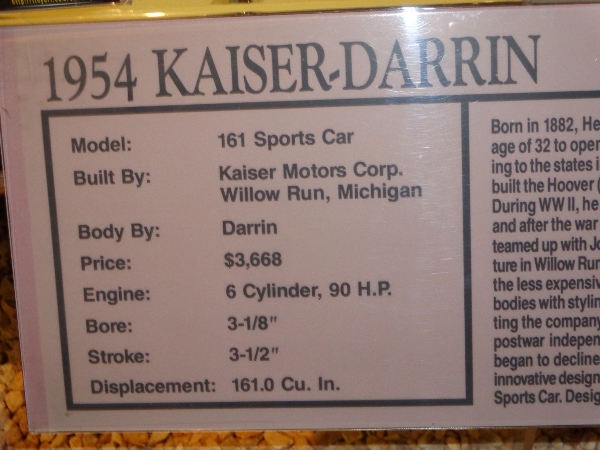 1954 KAISER-DARRIN
Model: 161 Sports Car
Built By: Kaiser Motors Corp.
Willow Run, Michigan
Body By: Darrin
Price: $3,668
Engine: 6 Cylinder, 90 H.P.
Bore: 3-1/8"
Stroke: 3-1/2"
Displacement: 161.0 Cu. In.
Born in 1882, He
age of 32 to oper
ing to the states i
built the Hoover (
During WW II, he
and after the war
teamed up with Jo
ture in Willow Run
the less expensiv
bodies with stylin
ting the company
postwar indepen
began to decline
innovative design
Sports Car. Desig